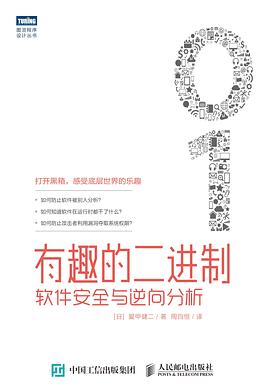 TURING
图灵程序
设计丛书
0
1
打开黑箱，感受底层世界的乐趣
• 如何防止软件被别人分析？
• 如何知道软件在运行时都干了什么？
• 如何防止攻击者利用漏洞夺取系统权限？
有趣的二进制
软件安全与逆向分析
[日] 爱甲健二 著 周自恒 译
中国工信出版集团 人民邮电出版社
POSTS & TELECOM PRESS